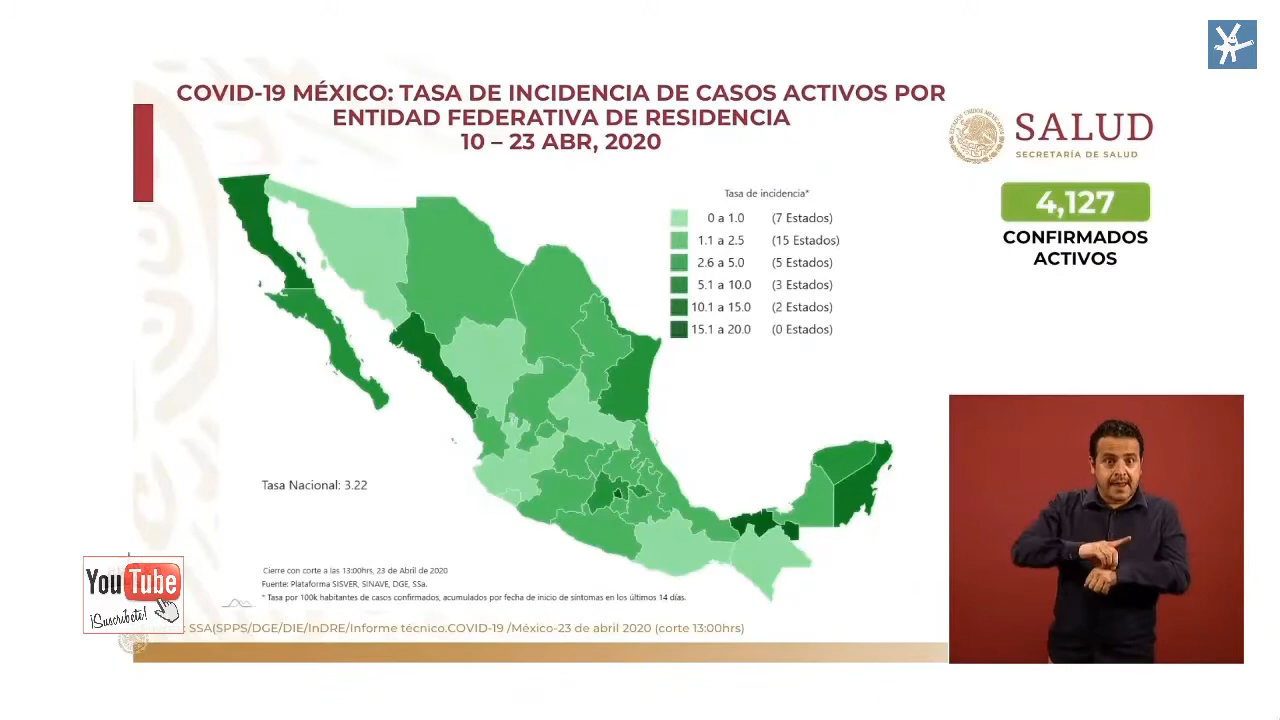 COVID-19 MÉXICO: TASA DE INCIDENCIA DE CASOS ACTIVOS POR
ENTIDAD FEDERATIVA DE RESIDENCIA
10 – 23 ABR, 2020
SALUD
SECRETARÍA DE SALUD
4,127
CONFIRMADOS
ACTIVOS
Tasa de incidencia*
0 a 1.0 (7 Estados)
1.1 a 2.5 (15 Estados)
2.6 a 5.0 (5 Estados)
5.1 a 10.0 (3 Estados)
10.1 a 15.0 (2 Estados)
15.1 a 20.0 (0 Estados)
Tasa Nacional: 3.22
Cierre con corte a las 13:00hrs, 23 de Abril de 2020
Fuente: Plataforma SISVER, SINAVE, DGE, SSa.
* Tasa por 100k habitantes de casos confirmados, acumulados por fecha de inicio de síntomas en los últimos 14 días.
YouTube
¡Suscríbete!
: SSA(SPPS/DGE/DIE/InDRE/Informe técnico.COVID-19 /México-23 de abril 2020 (corte 13:00hrs)